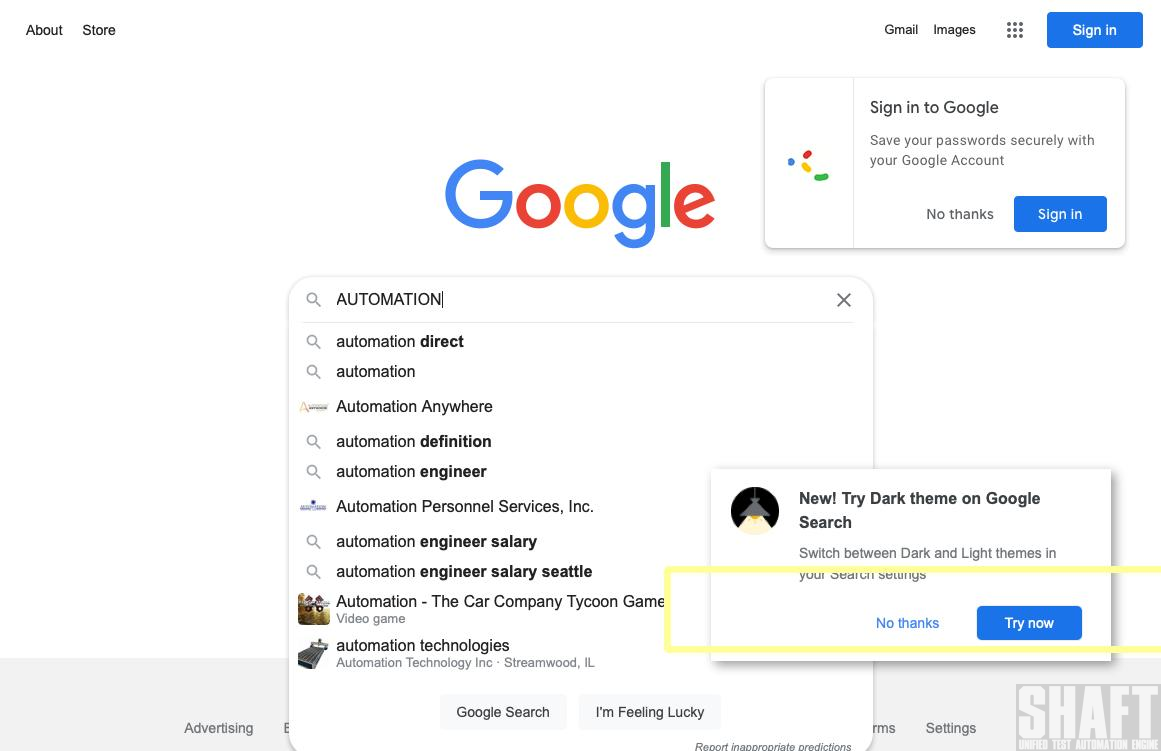 About Store Gmail Images Sign in
Sign in to Google
Save your passwords securely with
your Google Account
No thanks Sign in
Google
AUTOMATION
automation direct
automation
Automation Anywhere
automation definition
automation engineer
Automation Personnel Services, Inc.
automation engineer salary
automation engineer salary seattle
Automation - The Car Company Tycoon Game
Video game
automation technologies
Automation Technology Inc · Streamwood, IL
New! Try Dark theme on Google
Search
Switch between Dark and Light themes in
your Search settings
No thanks Try now
Google Search I'm Feeling Lucky
Advertising Settings
Report inappropriate predictions
SHAFT
UNIFIED TEST AUTOMATION ENGINE